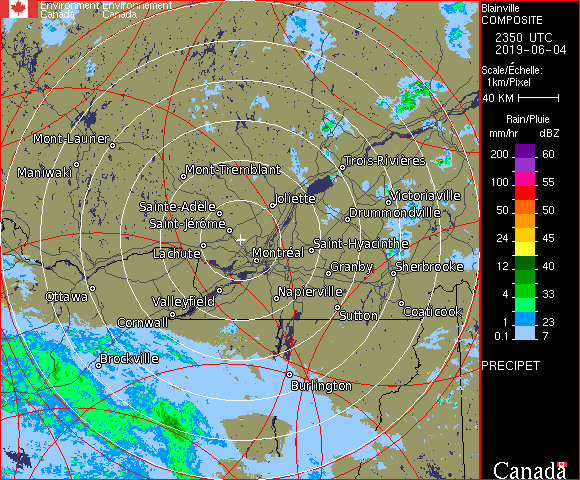 Environment Environnement
Canada Canada
Blainville
COMPOSITE
2350 UTC
2019-06-04
Scale/Échelle:
1km/Pixel
40 KM
Rain/Pluie
mm/hr dBZ
200 60
100 55
50 50
24 45
12 40
4 33
1 23
0.1 7
PRECIPET
Canada
Mont-Laurier
Maniwaki
Mont-Tremblant
Trois-Rivières
Joliette
Victoriaville
Sainte-Adele
Drummondville
Saint-Jérôme
Saint-Hyacinthe
Lachute
Montréal
Granby
Sherbrooke
Ottawa
Valleyfield
Napierville
Coaticook
Cornwall
Sutton
Brockville
Burlington